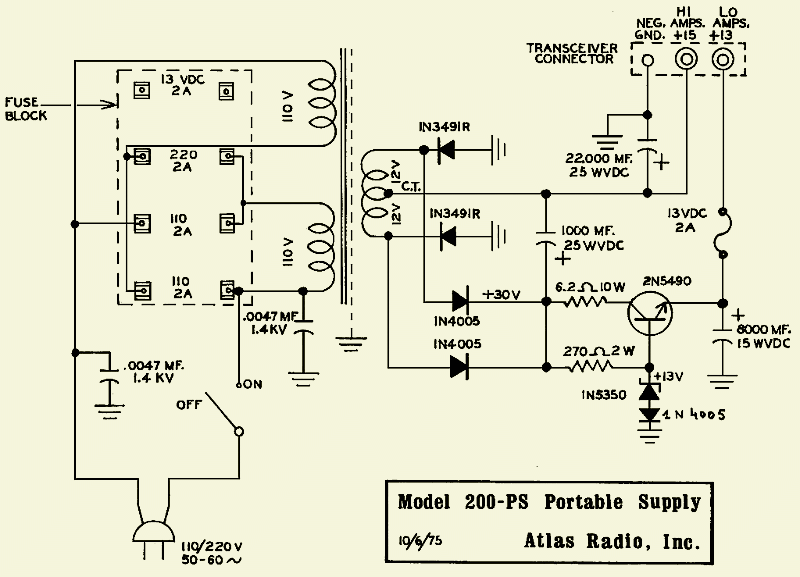 HI LO
NEG. AMPS. AMPS.
GND. +15 +13
TRANSCEIVER
CONNECTOR
FUSE
BLOCK
13 VDC
2A
220
2A
110
2A
110
2A
110 V
110 V
12V
C.T.
12V
1N3491R
1N3491R
22,000 MF.
25 WVDC
+
1000 MF.
25 WVDC
+
13VDC
2A
+30V
1N4005
1N4005
6.2 Ω 10W
2N5490
270 Ω 2 W
+13V
1N5350
1N 4005
+
8000 MF.
15 WVDC
.0047 MF
1.4KV
.0047 MF.
1.4 KV
ON
OFF
110/220 V
50-60 ~
Model 200-PS Portable Supply
10/6/75 Atlas Radio, Inc.